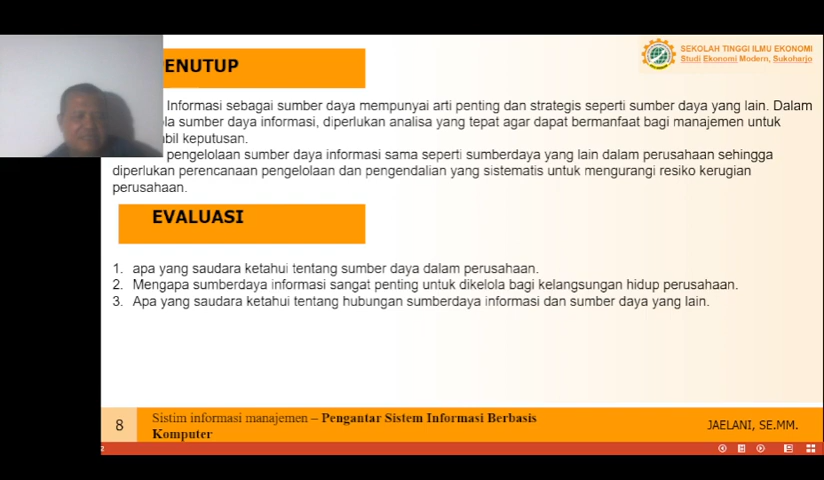 SEKOLAH TINGGI ILMU EKONOMI
Studi Ekonomi Modern, Sukoharjo
ENUTUP
Informasi sebagai sumber daya mempunyai arti penting dan strategis seperti sumber daya yang lain. Dalam
la sumber daya informasi, diperlukan analisa yang tepat agar dapat bermanfaat bagi manajemen untuk
bil keputusan.
pengelolaan sumber daya informasi sama seperti sumberdaya yang lain dalam perusahaan sehingga
diperlukan perencanaan pengelolaan dan pengendalian yang sistematis untuk mengurangi resiko kerugian
perusahaan.
EVALUASI
1. apa yang saudara ketahui tentang sumber daya dalam perusahaan.
2. Mengapa sumberdaya informasi sangat penting untuk dikelola bagi kelangsungan hidup perusahaan.
3. Apa yang saudara ketahui tentang hubungan sumberdaya informasi dan sumber daya yang lain.
8
Sistim informasi manajemen – Pengantar Sistem Informasi Berbasis
Komputer
JAELANI, SE.MM.